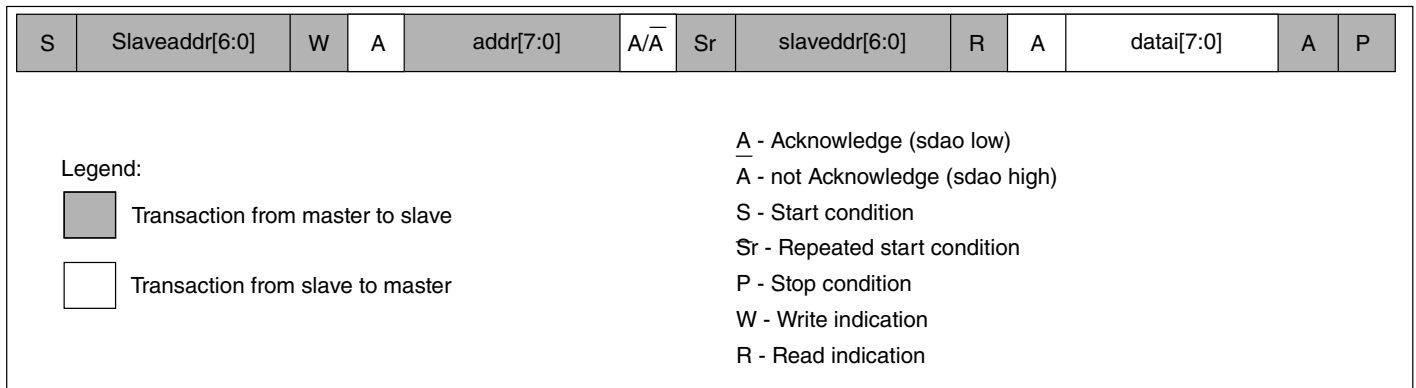 S Slaveaddr[6:0] W A addr[7:0] A/A̅ Sr slaveddr[6:0] R A datai[7:0] A P
Legend:
Transaction from master to slave
Transaction from slave to master
A - Acknowledge (sdao low)
A̅ - not Acknowledge (sdao high)
S - Start condition
S̅r - Repeated start condition
P - Stop condition
W - Write indication
R - Read indication